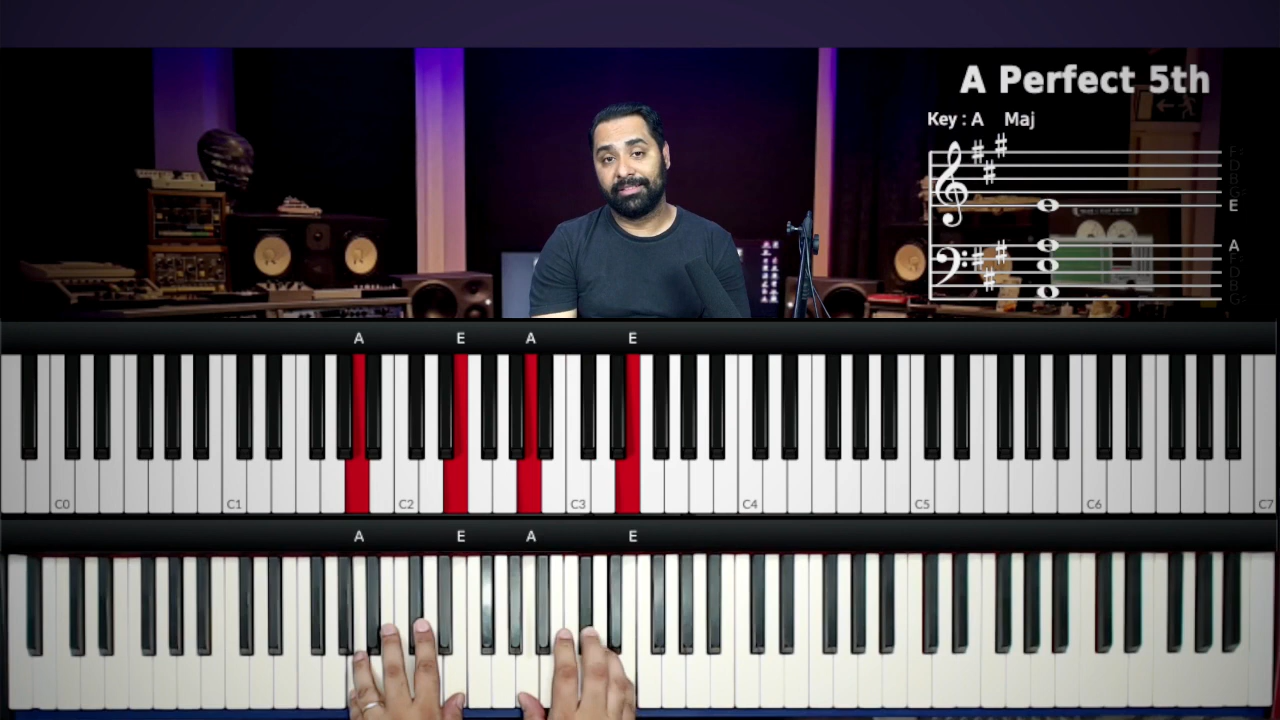 A Perfect 5th
Key : A Maj
E
A
A E A E
C0 C1 C2 C3 C4 C5 C6 C7
A E A E